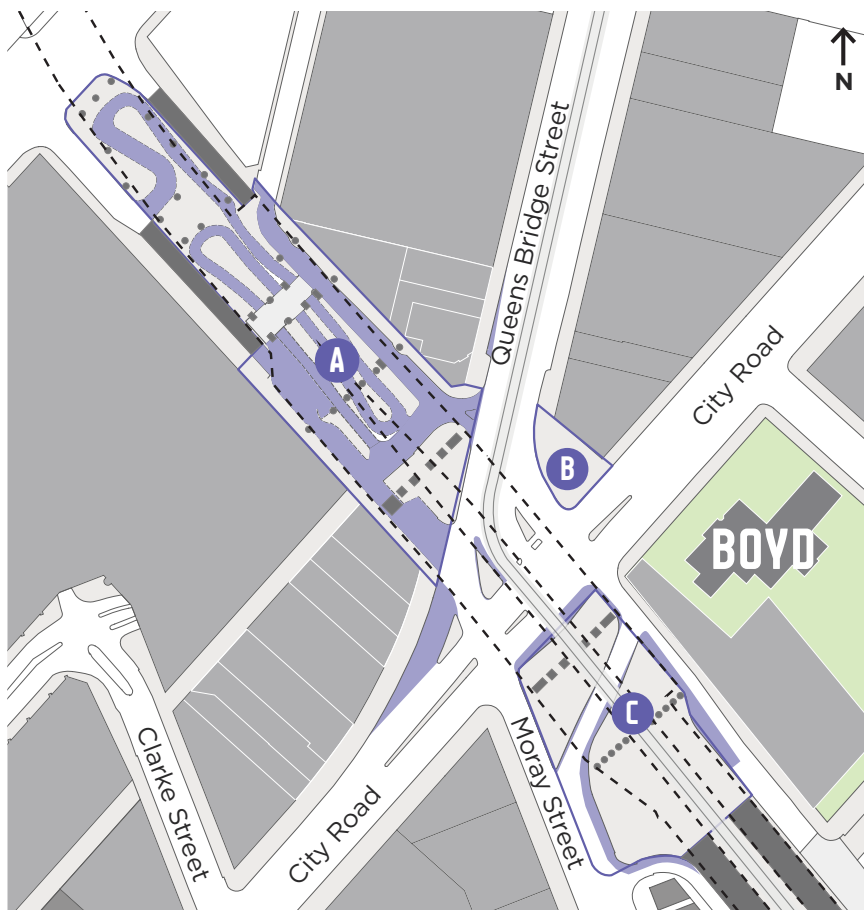 N
Queens Bridge Street
City Road
A
B
BOYD
C
Clarke Street
City Road
Moray Street